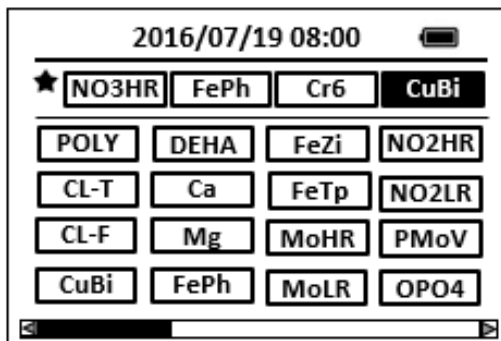 2016/07/19 08:00
NO3HR FePh Cr6 CuBi
POLY DEHA FeZi NO2HR
CL-T Ca FeTp NO2LR
CL-F Mg MoHR PMoV
CuBi FePh MoLR OPO4